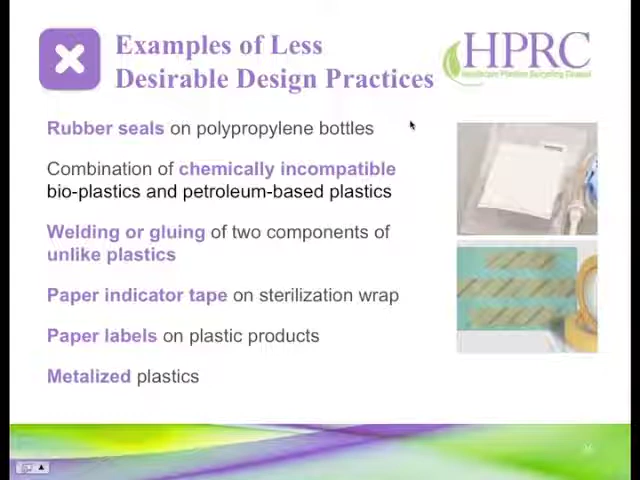 Examples of Less
Desirable Design Practices
HPRC
Healthcare Plastics Recycling Council
Rubber seals on polypropylene bottles
Combination of chemically incompatible
bio-plastics and petroleum-based plastics
Welding or gluing of two components of
unlike plastics
Paper indicator tape on sterilization wrap
Paper labels on plastic products
Metalized plastics